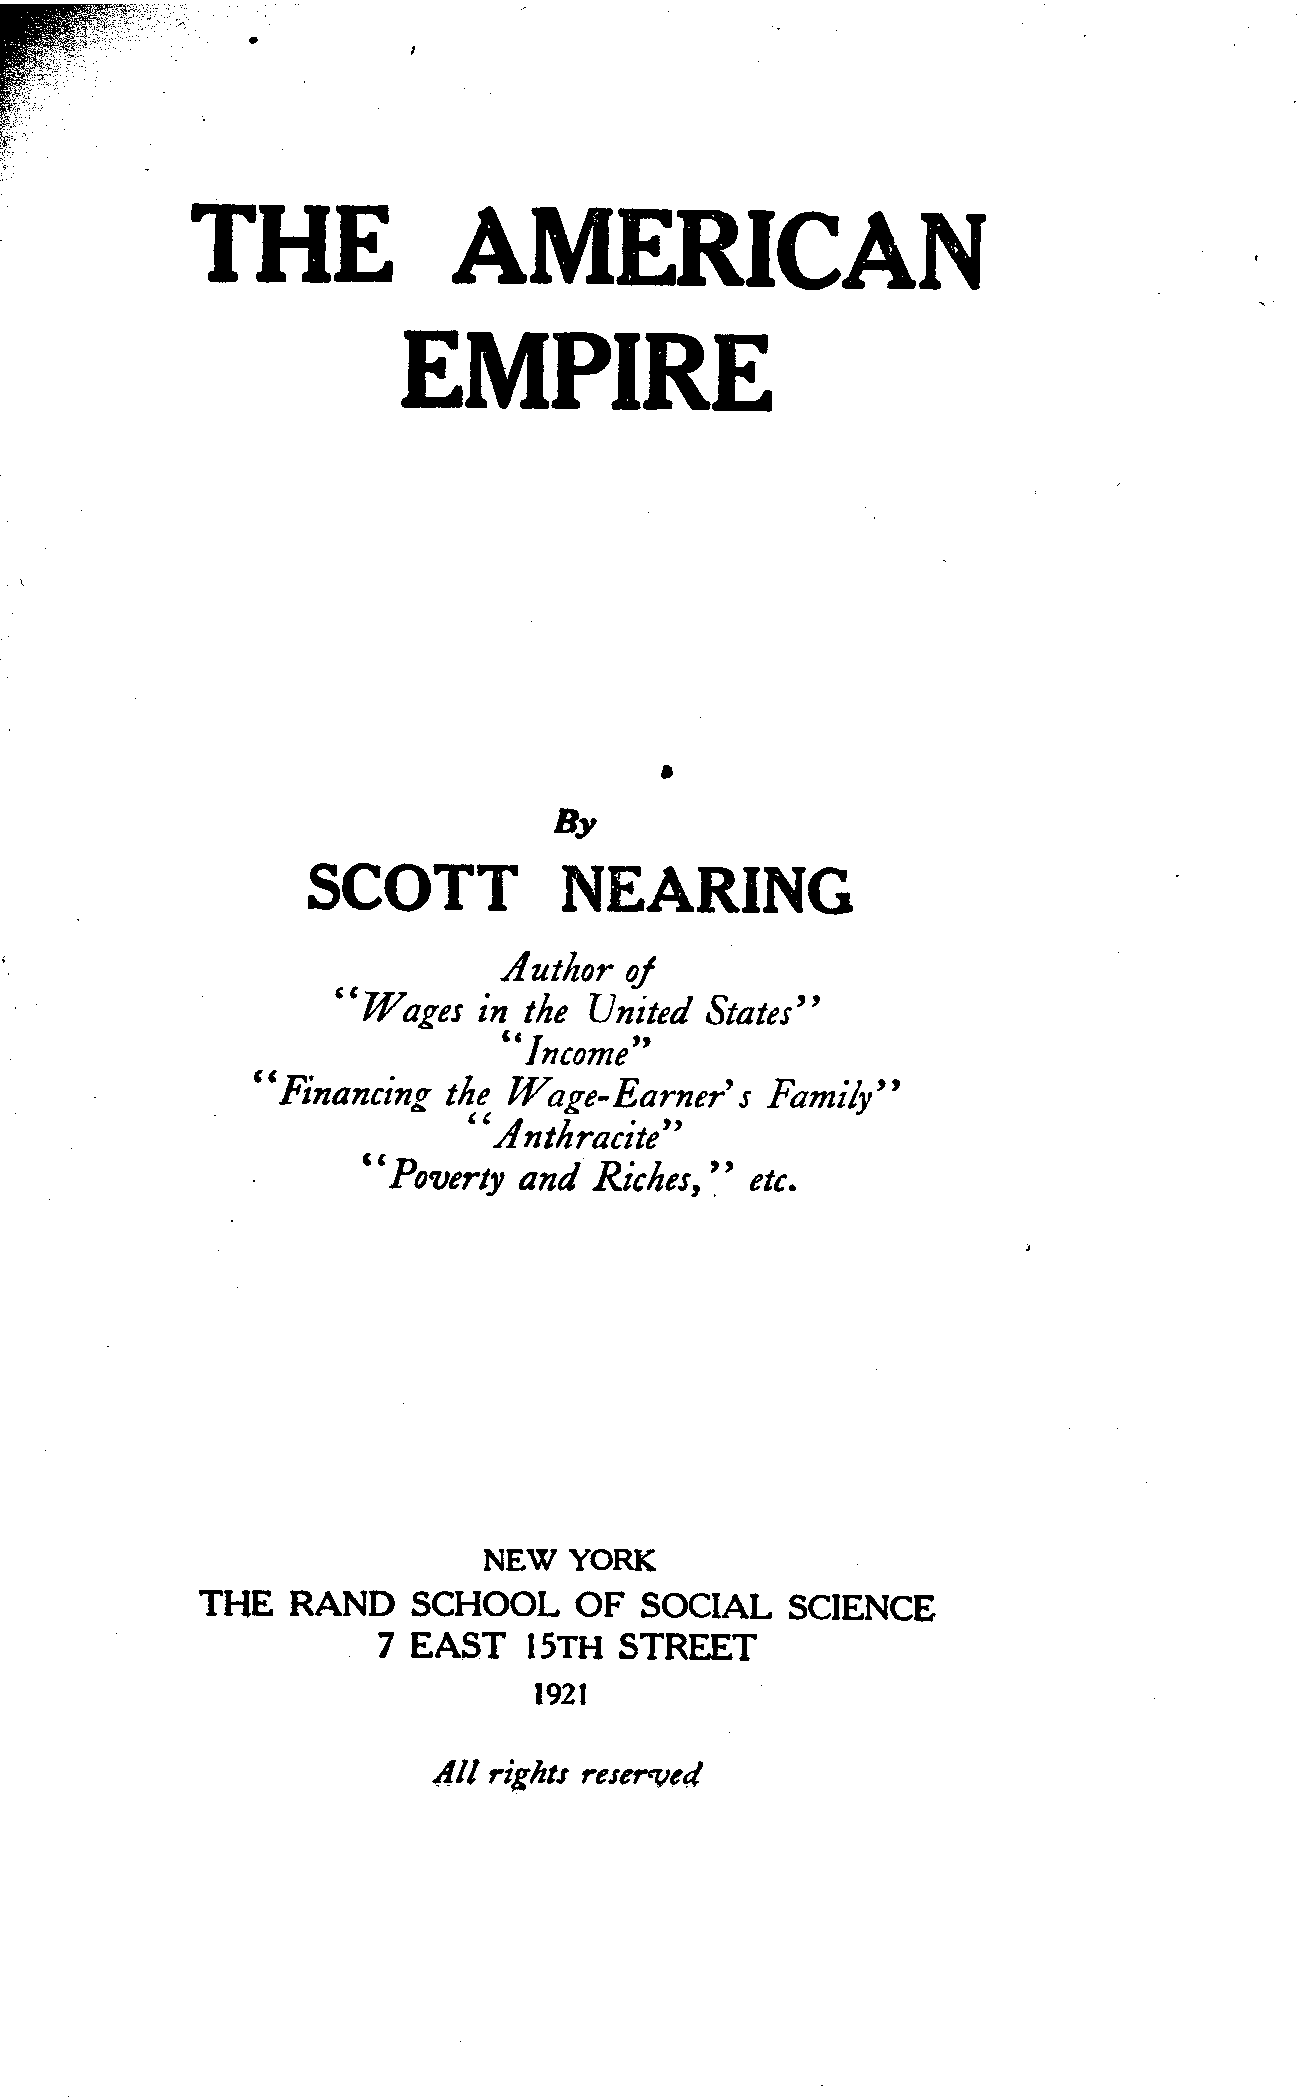 THE AMERICAN
EMPIRE
By
SCOTT NEARING
Author of
“Wages in the United States”
“Income”
“Financing the Wage-Earner’s Family”
“Anthracite”
“Poverty and Riches,” etc.
NEW YORK
THE RAND SCHOOL OF SOCIAL SCIENCE
7 EAST 15TH STREET
1921
All rights reserved